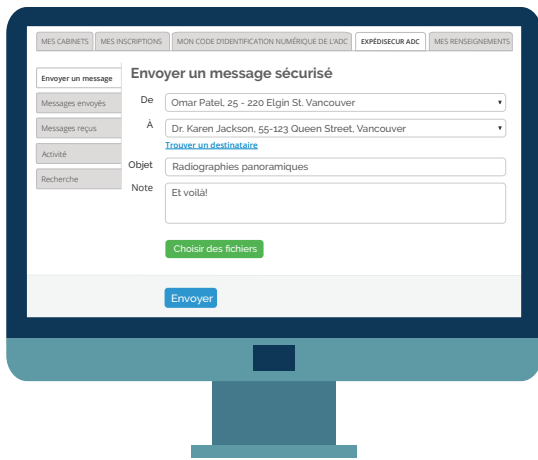 MES CABINETS MES INSCRIPTIONS MON CODE D'IDENTIFICATION NUMÉRIQUE DE L'ADC EXPÉDISECUR ADC MES RENSEIGNEMENTS
Envoyer un message
Messages envoyés
Messages reçus
Activité
Recherche
Envoyer un message sécurisé
De Omar Patel, 25 - 220 Elgin St. Vancouver
À Dr. Karen Jackson, 55-123 Queen Street, Vancouver
Trouver un destinataire
Objet Radiographies panoramiques
Note Et voilà!
Choisir des fichiers
Envoyer